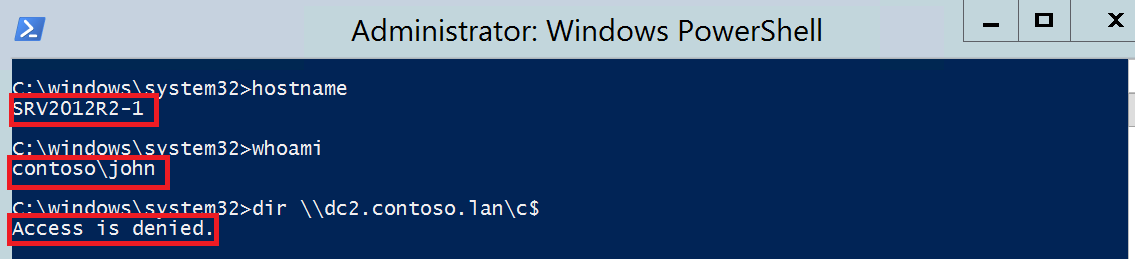 Administrator: Windows PowerShell
C:\windows\system32>hostname
SRV2012R2-1
C:\windows\system32>whoami
contoso\john
C:\windows\system32>dir \\dc2.contoso.lan\c$
Access is denied.